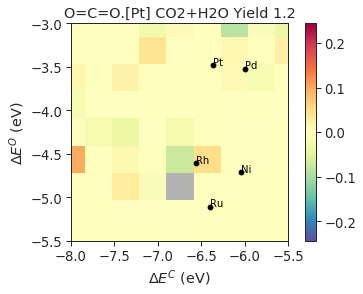 O=C=O.[Pt] CO2+H2O Yield 1.2
−3.0
−3.5
−4.0
−4.5
−5.0
−5.5
ΔE^O (eV)
Pt
Pd
Rh
Ni
Ru
−8.0 −7.5 −7.0 −6.5 −6.0 −5.5
ΔE^C (eV)
0.2
0.1
0.0
−0.1
−0.2